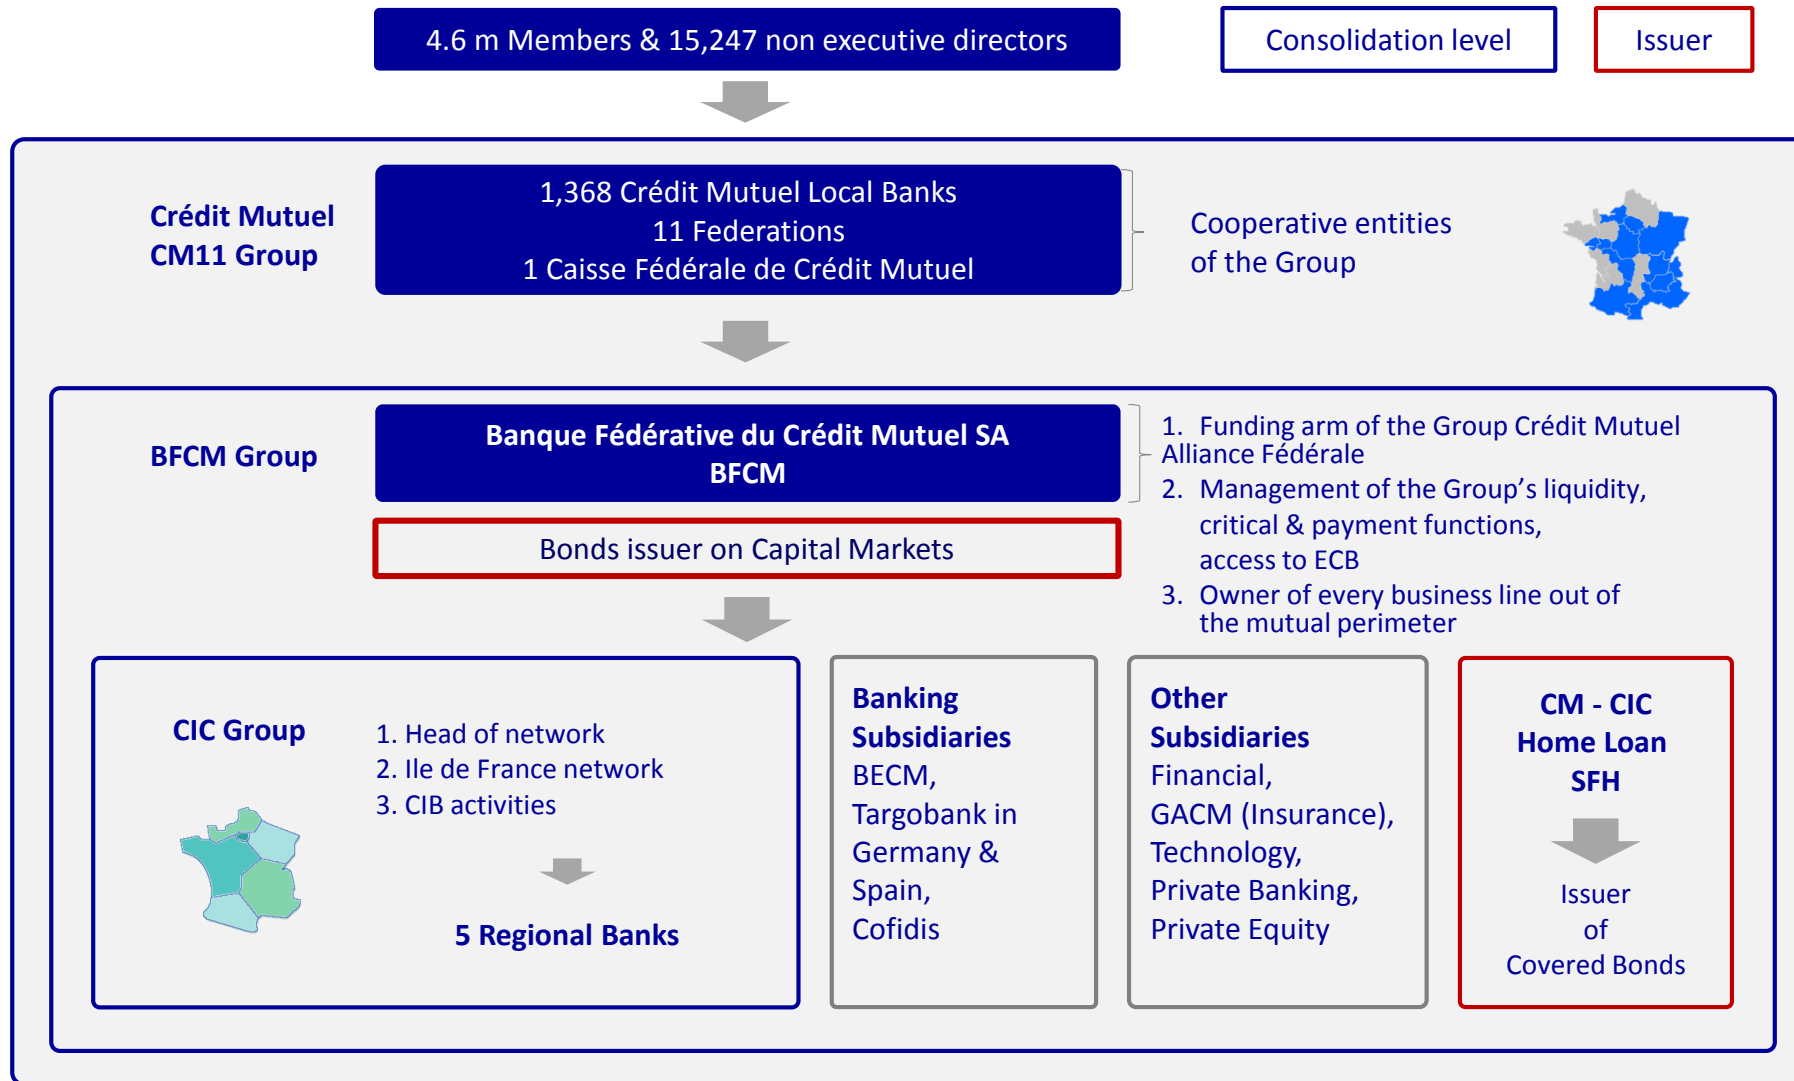 4.6 m Members & 15,247 non executive directors
Consolidation level
Issuer
Crédit Mutuel
CM11 Group
1,368 Crédit Mutuel Local Banks
11 Federations
1 Caisse Fédérale de Crédit Mutuel
Cooperative entities
of the Group
BFCM Group
Banque Fédérative du Crédit Mutuel SA
BFCM
Bonds issuer on Capital Markets
1. Funding arm of the Group Crédit Mutuel
Alliance Fédérale
2. Management of the Group’s liquidity,
critical & payment functions,
access to ECB
3. Owner of every business line out of
the mutual perimeter
CIC Group
1. Head of network
2. Ile de France network
3. CIB activities
5 Regional Banks
Banking
Subsidiaries
BECM,
Targobank in
Germany &
Spain,
Cofidis
Other
Subsidiaries
Financial,
GACM (Insurance),
Technology,
Private Banking,
Private Equity
CM - CIC
Home Loan
SFH
Issuer
of
Covered Bonds